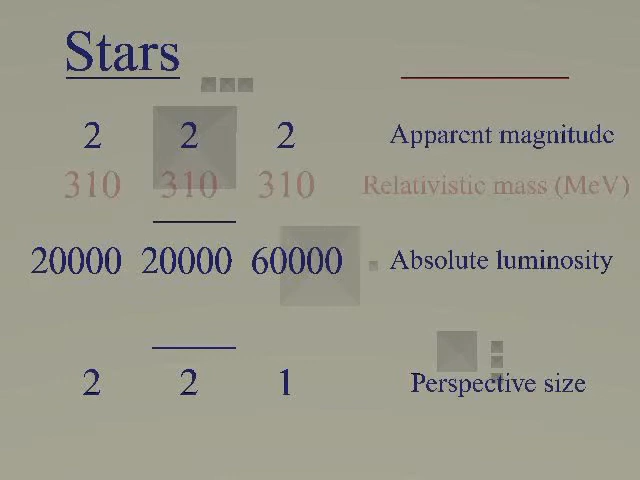 Stars
2 2 2 Apparent magnitude
310 310 310 Relativistic mass (MeV)
20000 20000 60000 Absolute luminosity
2 2 1 Perspective size